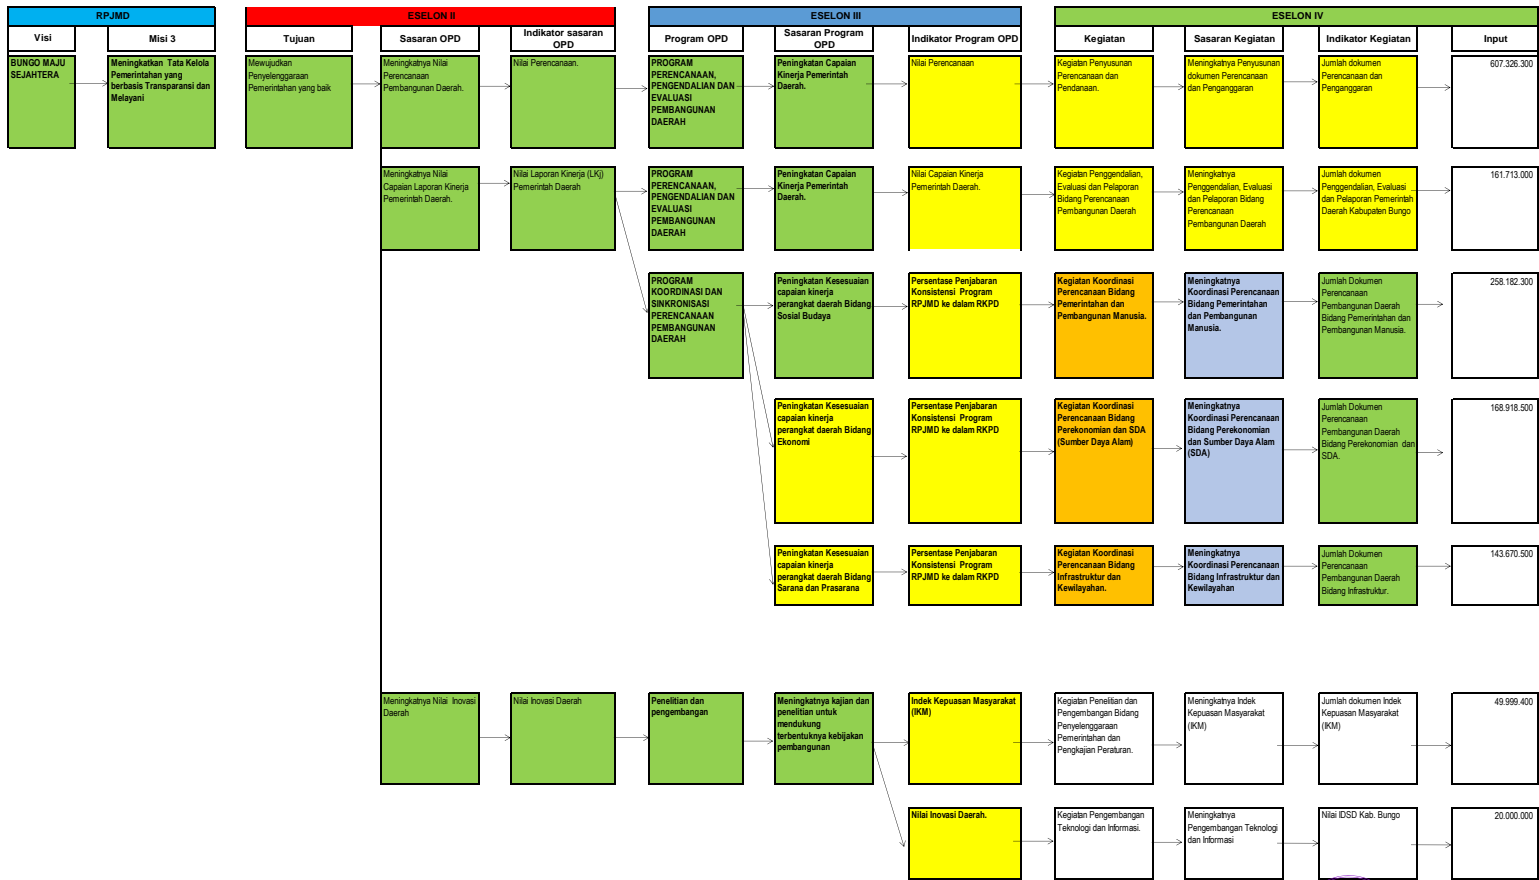 RPJMD
ESELON II
ESELON III
ESELON IV
Visi
Misi 3
Tujuan
Sasaran OPD
Indikator sasaran
OPD
Program OPD
Sasaran Program
OPD
Indikator Program OPD
Kegiatan
Sasaran Kegiatan
Indikator Kegiatan
Input
BUNGO MAJU
SEJAHTERA
Meningkatkan Tata Kelola
Pemerintahan yang
berbasis Transparansi dan
Melayani
Mewujudkan
Penyelenggaraan
Pemerintahan yang baik
Meningkatnya Nilai
Perencanaan
Pembangunan Daerah.
Nilai Perencanaan.
PROGRAM
PERENCANAAN,
PENGENDALIAN DAN
EVALUASI
PEMBANGUNAN
DAERAH
Peningkatan Capaian
Kinerja Pemerintah
Daerah.
Nilai Perencanaan
Kegiatan Penyusunan
Perencanaan dan
Pendanaan.
Meningkatnya Penyusunan
dokumen Perencanaan
dan Penganggaran
Jumlah dokumen
Perencanaan dan
Penganggaran
607.326.300
Meningkatnya Nilai
Capaian Laporan Kinerja
Pemerintah Daerah.
Nilai Laporan Kinerja (LKj)
Pemerintah Daerah
PROGRAM
PERENCANAAN,
PENGENDALIAN DAN
EVALUASI
PEMBANGUNAN
DAERAH
Peningkatan Capaian
Kinerja Pemerintah
Daerah.
Nilai Capaian Kinerja
Pemerintah Daerah.
Kegiatan Penggendalian,
Evaluasi dan Pelaporan
Bidang Perencanaan
Pembangunan Daerah
Meningkatnya
Penggendalian, Evaluasi
dan Pelaporan Bidang
Perencanaan
Pembangunan Daerah
Jumlah dokumen
Penggendalian, Evaluasi
dan Pelaporan Pemerintah
Daerah Kabupaten Bungo
161.713.000
PROGRAM
KOORDINASI DAN
SINKRONISASI
PERENCANAAN
PEMBANGUNAN
DAERAH
Peningkatan Kesesuaian
capaian kinerja
perangkat daerah Bidang
Sosial Budaya
Persentase Penjabaran
Konsistensi Program
RPJMD ke dalam RKPD
Kegiatan Koordinasi
Perencanaan Bidang
Pemerintahan dan
Pembangunan Manusia.
Meningkatnya
Koordinasi Perencanaan
Bidang Pemerintahan
dan Pembangunan
Manusia.
Jumlah Dokumen
Perencanaan
Pembangunan Daerah
Bidang Pemerintahan dan
Pembangunan Manusia.
258.182.300
Peningkatan Kesesuaian
capaian kinerja
perangkat daerah Bidang
Ekonomi
Persentase Penjabaran
Konsistensi Program
RPJMD ke dalam RKPD
Kegiatan Koordinasi
Perencanaan Bidang
Perekonomian dan SDA
(Sumber Daya Alam)
Meningkatnya
Koordinasi Perencanaan
Bidang Perekonomian
dan Sumber Daya Alam
(SDA)
Jumlah Dokumen
Perencanaan
Pembangunan Daerah
Bidang Perekonomian dan
SDA.
168.918.500
Peningkatan Kesesuaian
capaian kinerja
perangkat daerah Bidang
Sarana dan Prasarana
Persentase Penjabaran
Konsistensi Program
RPJMD ke dalam RKPD
Kegiatan Koordinasi
Perencanaan Bidang
Infrastruktur dan
Kewilayahan.
Meningkatnya
Koordinasi Perencanaan
Bidang Infrastruktur dan
Kewilayahan
Jumlah Dokumen
Perencanaan
Pembangunan Daerah
Bidang Infrastruktur.
143.670.500
Meningkatnya Nilai Inovasi
Daerah
Nilai Inovasi Daerah
Penelitian dan
pengembangan
Meningkatnya kajian dan
penelitian untuk
mendukung
terbentuknya kebijakan
pembangunan
Indek Kepuasan Masyarakat
(IKM)
Kegiatan Penelitian dan
Pengembangan Bidang
Penyelenggaraan
Pemerintahan dan
Pengkajian Peraturan.
Meningkatnya Indek
Kepuasan Masyarakat
(IKM)
Jumlah dokumen Indek
Kepuasan Masyarakat
(IKM)
49.999.400
Nilai Inovasi Daerah.
Kegiatan Pengembangan
Teknologi dan Informasi.
Meningkatnya
Pengembangan Teknologi
dan Informasi
Nilai IDSD Kab. Bungo
20.000.000